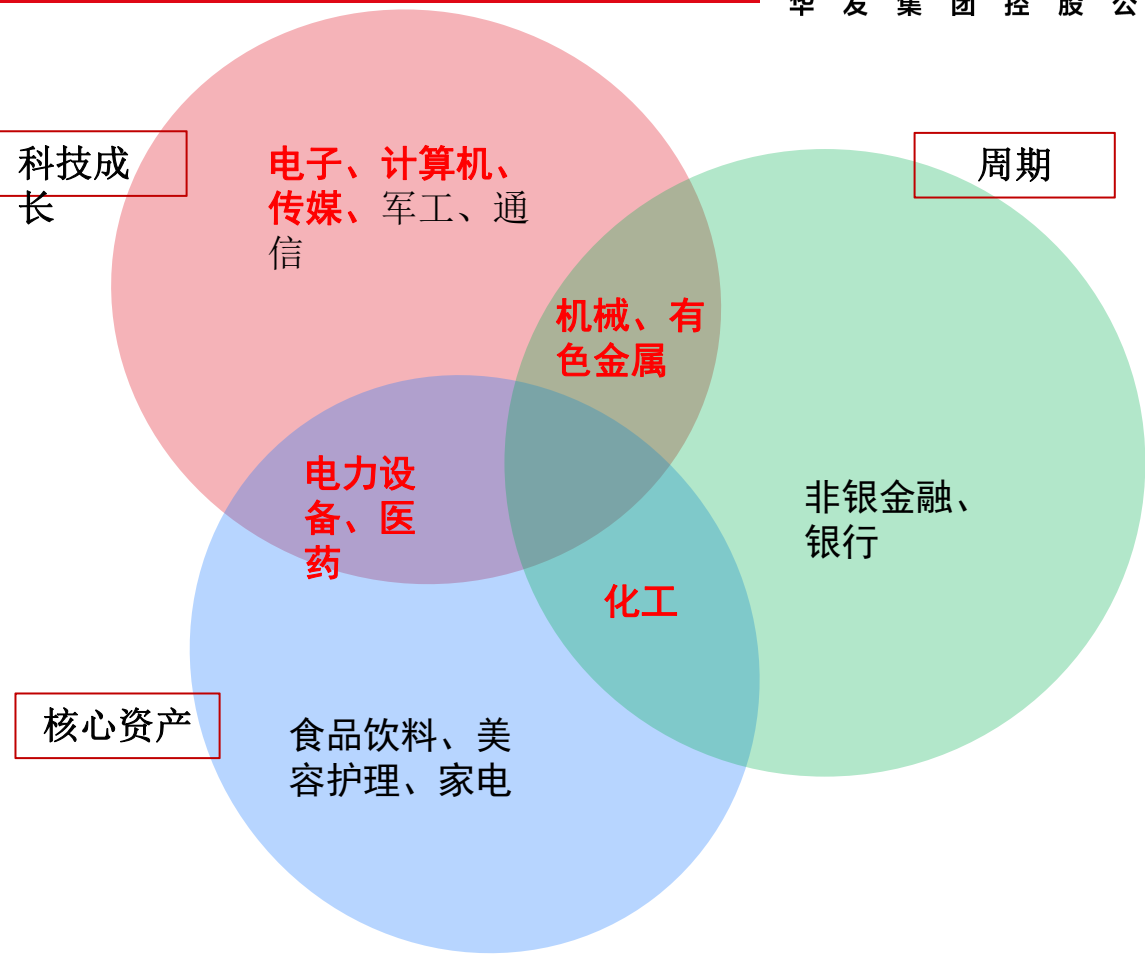 华发集团控股公
科技成
长
电子、计算机、
传媒、军工、通
信
周期
机械、有
色金属
电力设
备、医
药
非银金融、
银行
化工
核心资产
食品饮料、美
容护理、家电